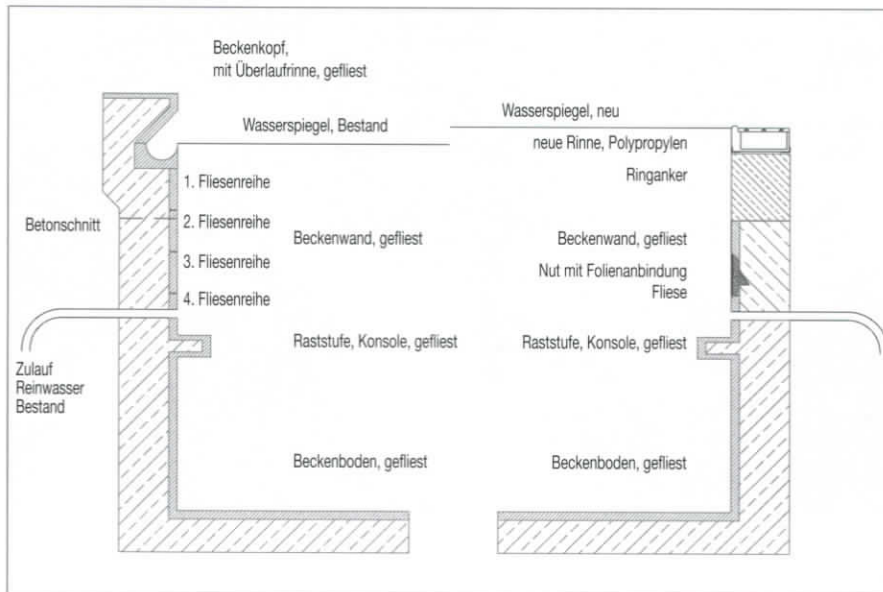 Beckenkopf,
mit Überlaufrinne, gefliest
Wasserspiegel, Bestand
1. Fliesenreihe
Betonschnitt
2. Fliesenreihe
Beckenwand, gefliest
3. Fliesenreihe
4. Fliesenreihe
Raststufe, Konsole, gefliest
Zulauf
Reinwasser
Bestand
Beckenboden, gefliest
Wasserspiegel, neu
neue Rinne, Polypropylen
Ringanker
Beckenwand, gefliest
Nut mit Folienanbindung
Fliese
Raststufe, Konsole, gefliest
Beckenboden, gefliest